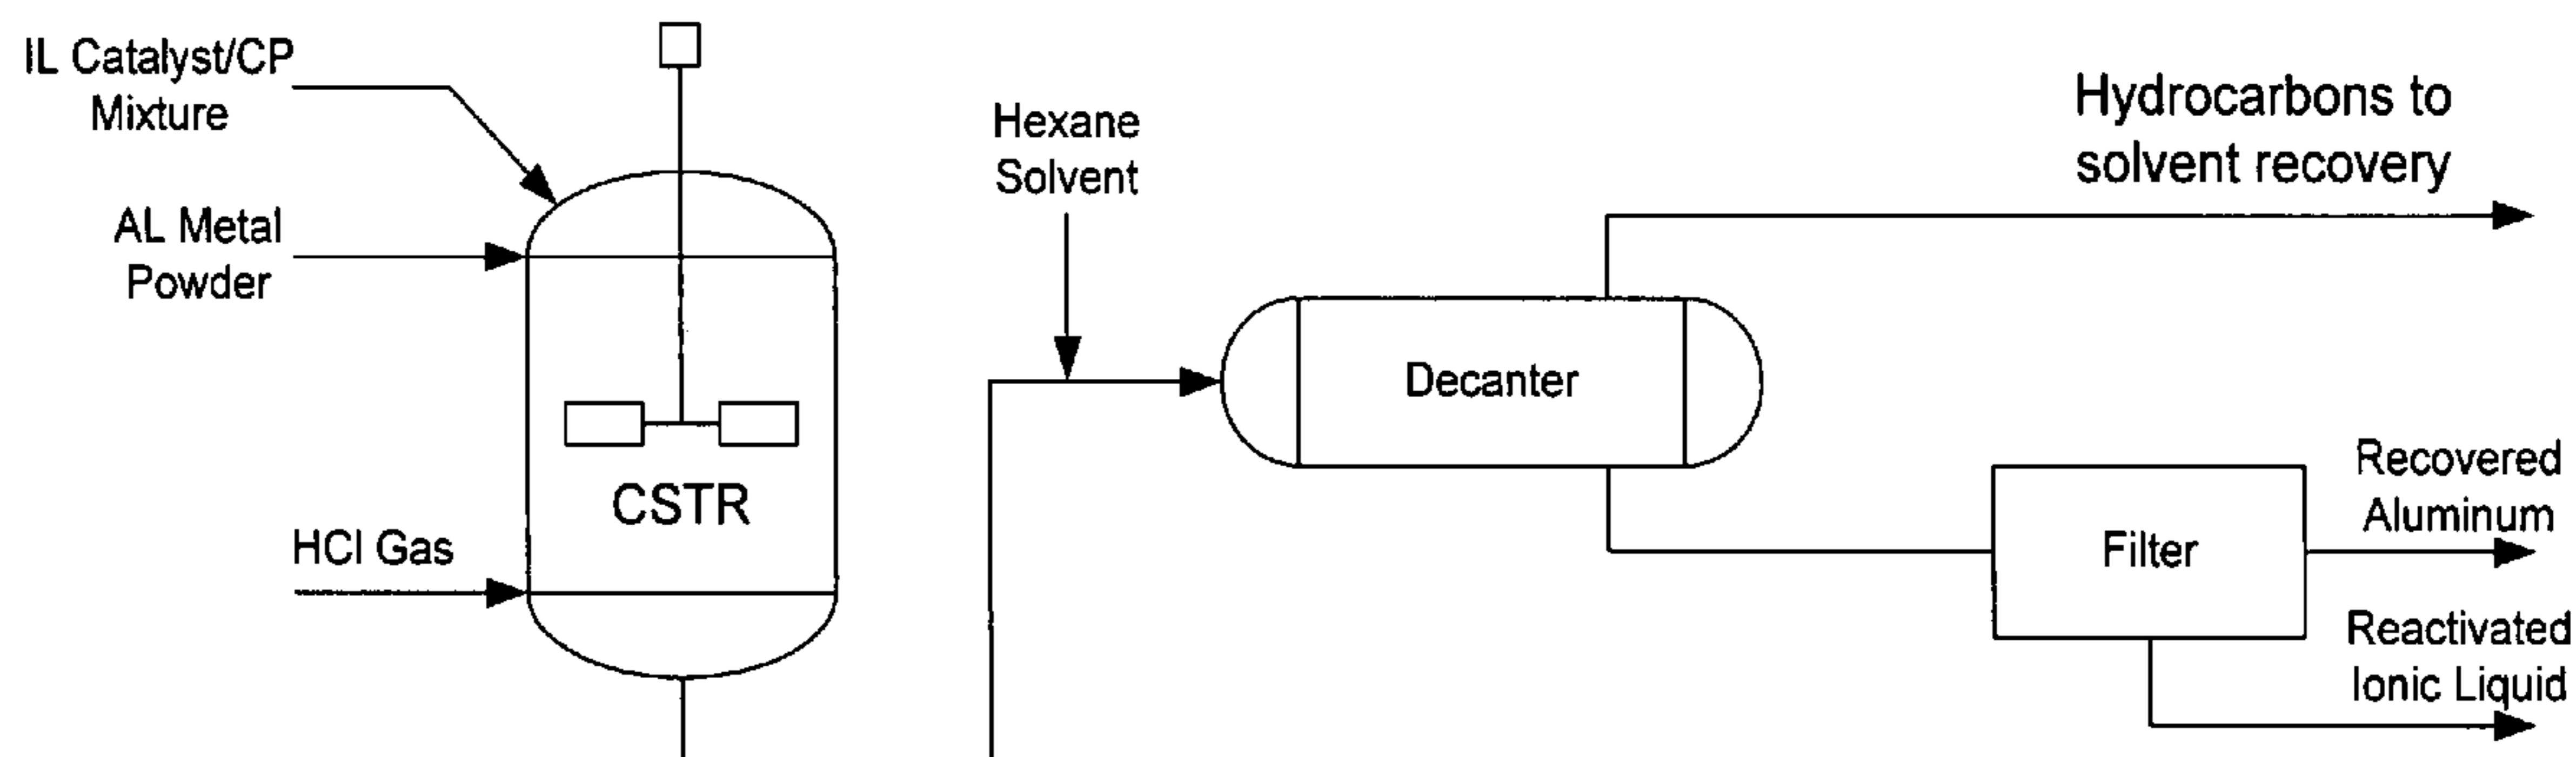 IL Catalyst/CP
Mixture
AL Metal
Powder
HCl Gas
CSTR
Hexane
Solvent
Decanter
Hydrocarbons to
solvent recovery
Filter
Recovered
Aluminum
Reactivated
Ionic Liquid